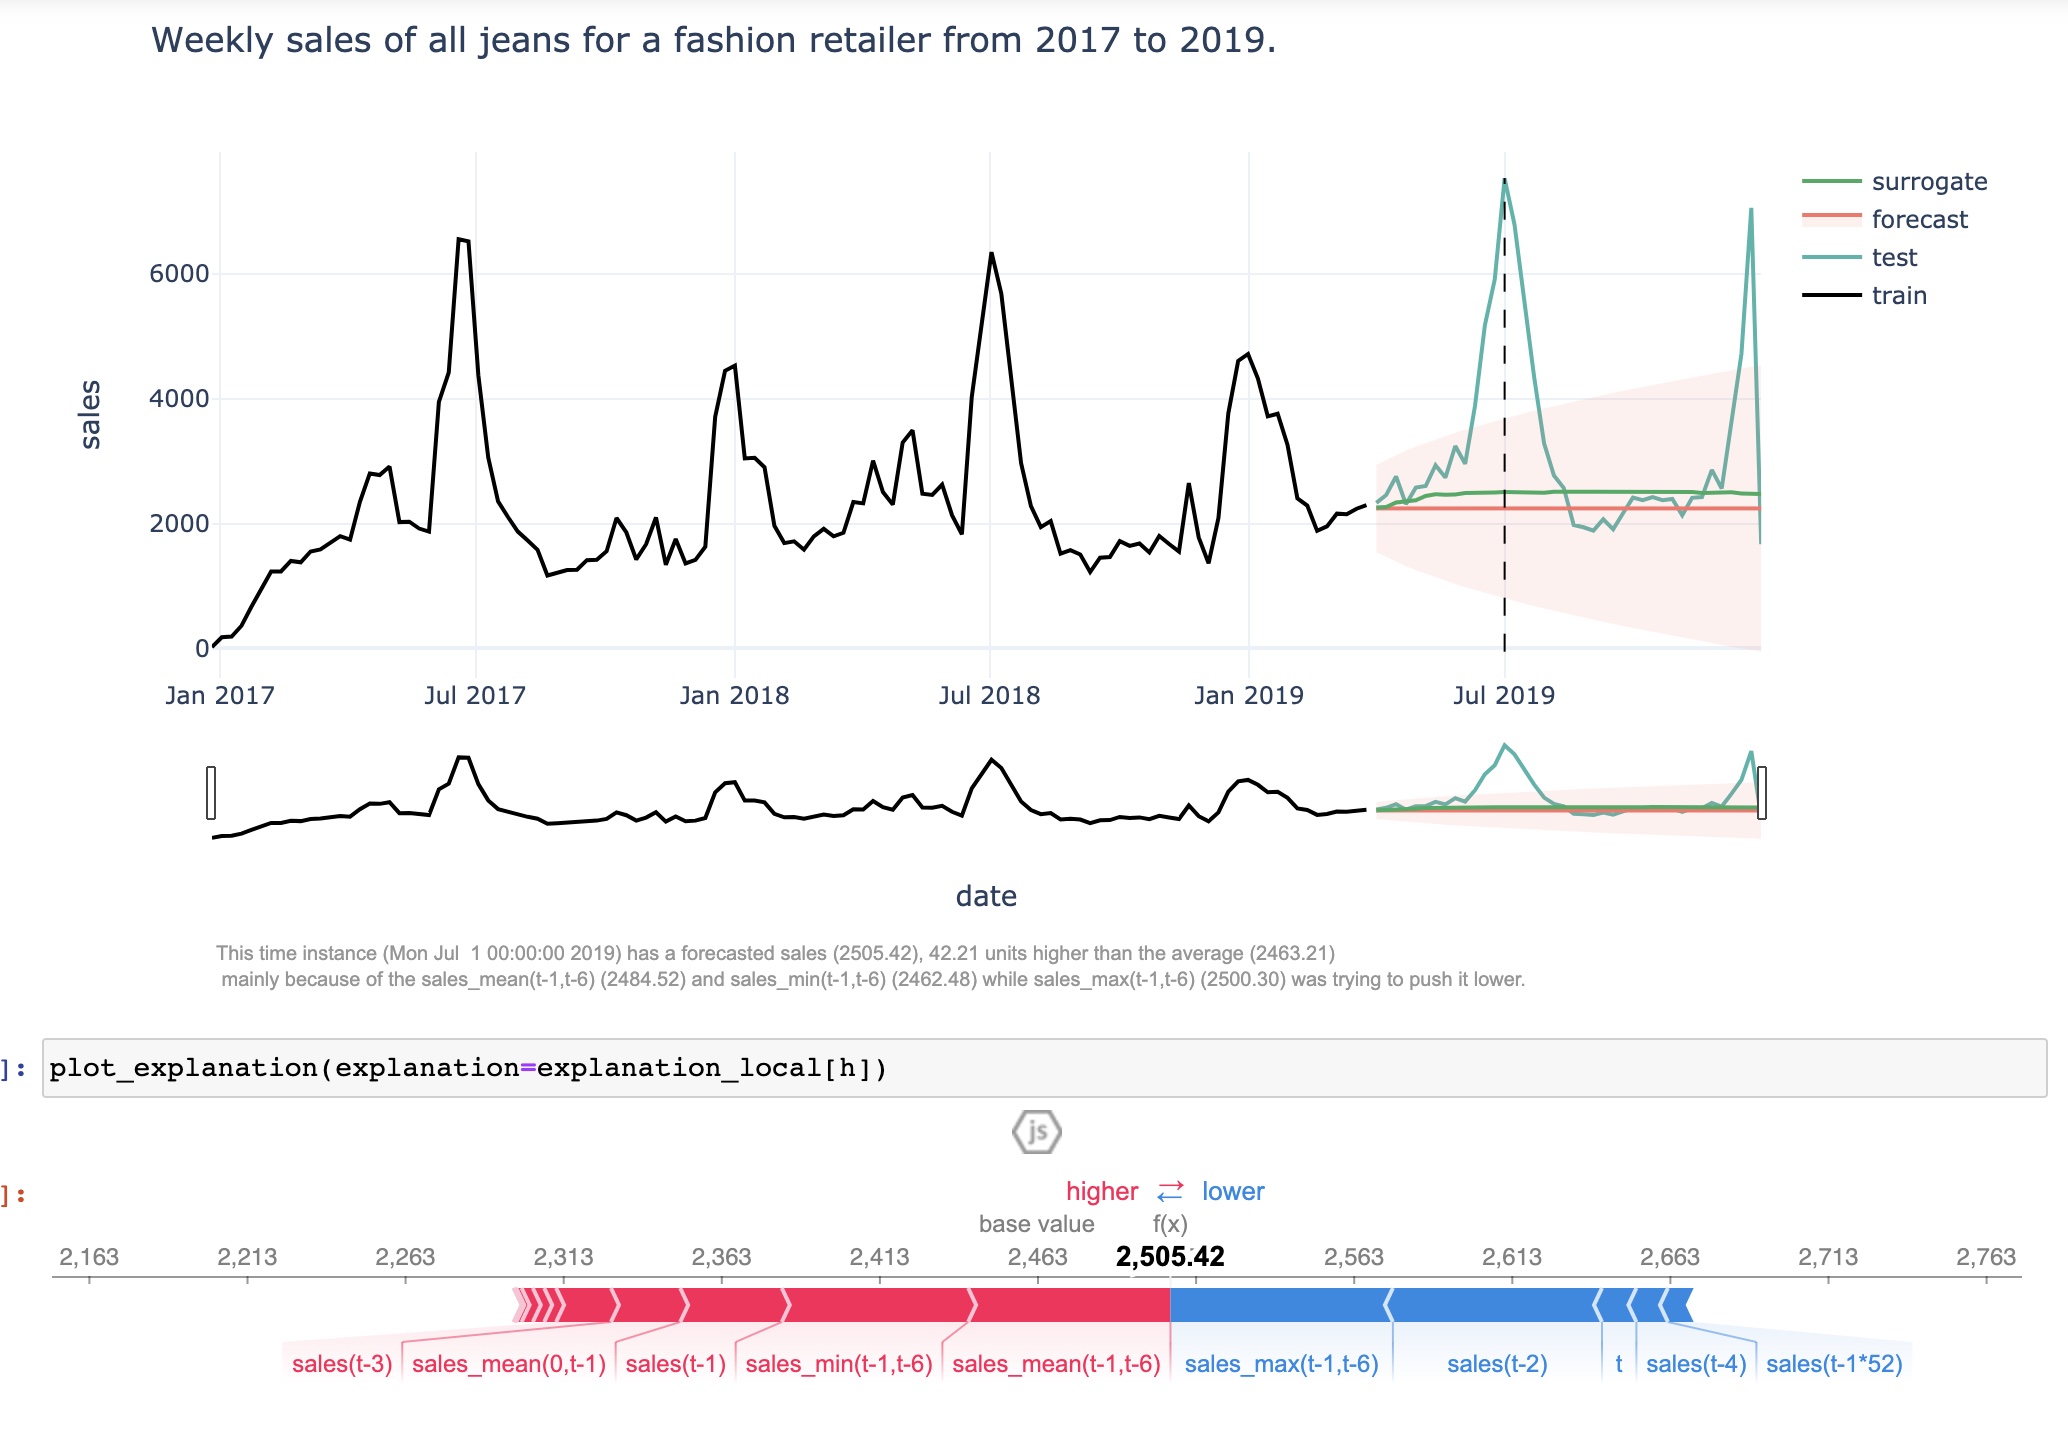 Weekly sales of all jeans for a fashion retailer from 2017 to 2019.
surrogate
forecast
test
train
6000
4000
2000
0
sales
Jan 2017 Jul 2017 Jan 2018 Jul 2018 Jan 2019 Jul 2019
date
This time instance (Mon Jul  1 00:00:00 2019) has a forecasted sales (2505.42), 42.21 units higher than the average (2463.21)
mainly because of the sales_mean(t-1,t-6) (2484.52) and sales_min(t-1,t-6) (2462.48) while sales_max(t-1,t-6) (2500.30) was trying to push it lower.
]: plot_explanation(explanation=explanation_local[h])
js
]:
higher ⇄ lower
base value f(x)
2,163 2,213 2,263 2,313 2,363 2,413 2,463 2,505.42 2,563 2,613 2,663 2,713 2,763
sales(t-3) sales_mean(0,t-1) sales(t-1) sales_min(t-1,t-6) sales_mean(t-1,t-6) sales_max(t-1,t-6) sales(t-2) t sales(t-4) sales(t-1*52)